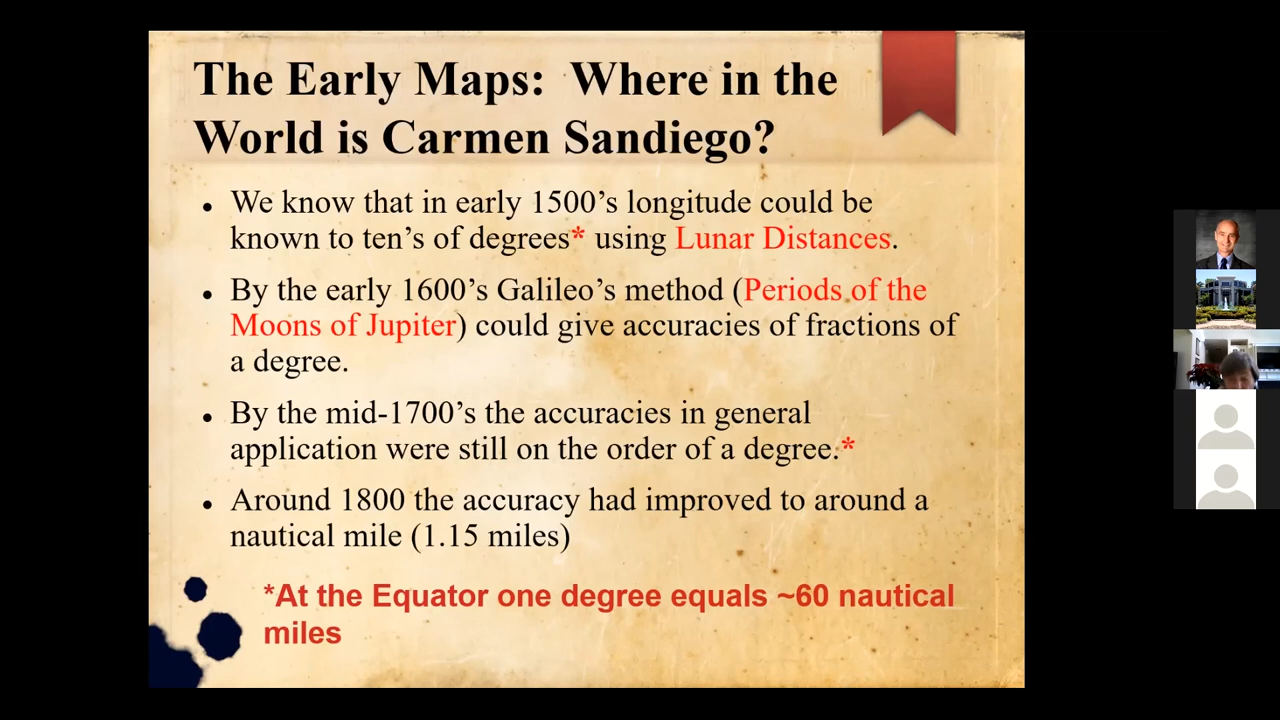 The Early Maps:  Where in the
World is Carmen Sandiego?
• We know that in early 1500’s longitude could be
known to ten’s of degrees* using Lunar Distances.
• By the early 1600’s Galileo’s method (Periods of the
Moons of Jupiter) could give accuracies of fractions of
a degree.
• By the mid-1700’s the accuracies in general
application were still on the order of a degree.*
• Around 1800 the accuracy had improved to around a
nautical mile (1.15 miles)
*At the Equator one degree equals ~60 nautical
miles